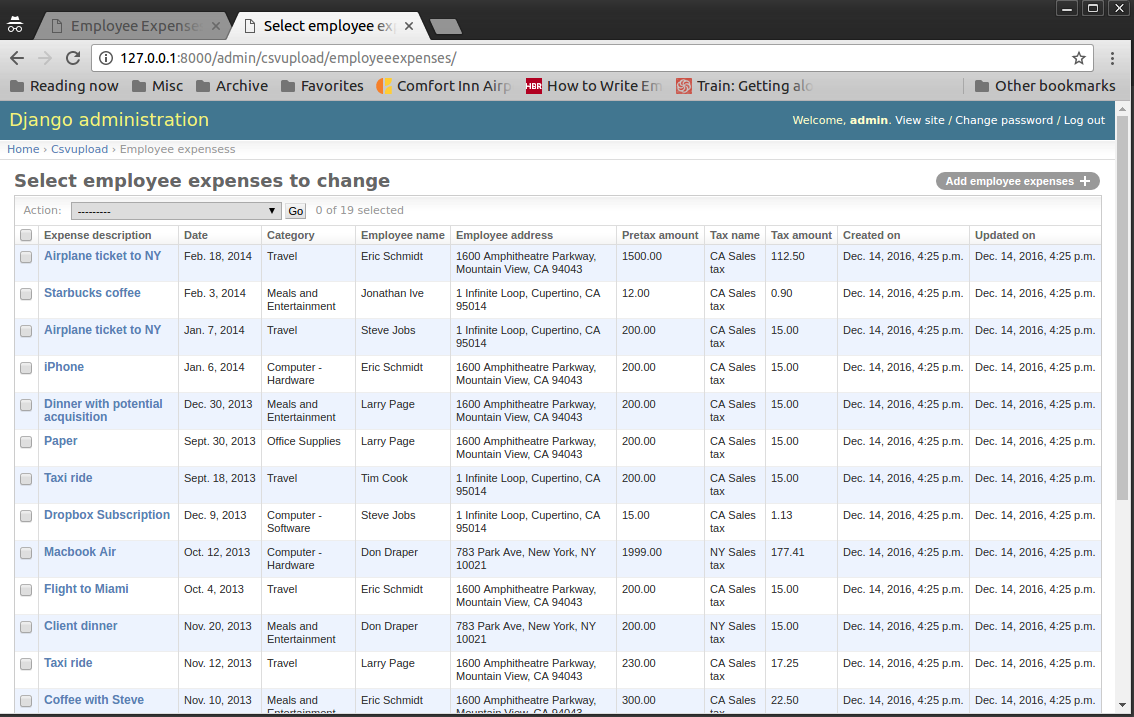 Employee Expense
Select employee ex
127.0.0.1:8000/admin/csvupload/employeeexpenses/
Reading now Misc Archive Favorites Comfort Inn Airp HBR How to Write Em Train: Getting alo Other bookmarks
Django administration
Welcome, admin. View site / Change password / Log out
Home › Csvupload › Employee expensess
Select employee expenses to change
Add employee expenses +
Action: --------- Go 0 of 19 selected
Expense description Date Category Employee name Employee address Pretax amount Tax name Tax amount Created on Updated on
Airplane ticket to NY Feb. 18, 2014 Travel Eric Schmidt 1600 Amphitheatre Parkway, 1500.00 CA Sales 112.50 Dec. 14, 2016, 4:25 p.m. Dec. 14, 2016, 4:25 p.m.
Mountain View, CA 94043 tax
Starbucks coffee Feb. 3, 2014 Meals and Jonathan Ive 1 Infinite Loop, Cupertino, CA 12.00 CA Sales 0.90 Dec. 14, 2016, 4:25 p.m. Dec. 14, 2016, 4:25 p.m.
Entertainment 95014 tax
Airplane ticket to NY Jan. 7, 2014 Travel Steve Jobs 1 Infinite Loop, Cupertino, CA 200.00 CA Sales 15.00 Dec. 14, 2016, 4:25 p.m. Dec. 14, 2016, 4:25 p.m.
95014 tax
iPhone Jan. 6, 2014 Computer - Eric Schmidt 1600 Amphitheatre Parkway, 200.00 CA Sales 15.00 Dec. 14, 2016, 4:25 p.m. Dec. 14, 2016, 4:25 p.m.
Hardware Mountain View, CA 94043 tax
Dinner with potential Dec. 30, 2013 Meals and Larry Page 1600 Amphitheatre Parkway, 200.00 CA Sales 15.00 Dec. 14, 2016, 4:25 p.m. Dec. 14, 2016, 4:25 p.m.
acquisition Entertainment Mountain View, CA 94043 tax
Paper Sept. 30, 2013 Office Supplies Larry Page 1600 Amphitheatre Parkway, 200.00 CA Sales 15.00 Dec. 14, 2016, 4:25 p.m. Dec. 14, 2016, 4:25 p.m.
Mountain View, CA 94043 tax
Taxi ride Sept. 18, 2013 Travel Tim Cook 1 Infinite Loop, Cupertino, CA 200.00 CA Sales 15.00 Dec. 14, 2016, 4:25 p.m. Dec. 14, 2016, 4:25 p.m.
95014 tax
Dropbox Subscription Dec. 9, 2013 Computer - Steve Jobs 1 Infinite Loop, Cupertino, CA 15.00 CA Sales 1.13 Dec. 14, 2016, 4:25 p.m. Dec. 14, 2016, 4:25 p.m.
Software 95014 tax
Macbook Air Oct. 12, 2013 Computer - Don Draper 783 Park Ave, New York, NY 1999.00 NY Sales 177.41 Dec. 14, 2016, 4:25 p.m. Dec. 14, 2016, 4:25 p.m.
Hardware 10021 tax
Flight to Miami Oct. 4, 2013 Travel Eric Schmidt 1600 Amphitheatre Parkway, 200.00 CA Sales 15.00 Dec. 14, 2016, 4:25 p.m. Dec. 14, 2016, 4:25 p.m.
Mountain View, CA 94043 tax
Client dinner Nov. 20, 2013 Meals and Don Draper 783 Park Ave, New York, NY 200.00 NY Sales 15.00 Dec. 14, 2016, 4:25 p.m. Dec. 14, 2016, 4:25 p.m.
Entertainment 10021 tax
Taxi ride Nov. 12, 2013 Travel Larry Page 1600 Amphitheatre Parkway, 230.00 CA Sales 17.25 Dec. 14, 2016, 4:25 p.m. Dec. 14, 2016, 4:25 p.m.
Mountain View, CA 94043 tax
Coffee with Steve Nov. 10, 2013 Meals and Eric Schmidt 1600 Amphitheatre Parkway, 300.00 CA Sales 22.50 Dec. 14, 2016, 4:25 p.m. Dec. 14, 2016, 4:25 p.m.
Entertainment Mountain View, CA 94043 tax